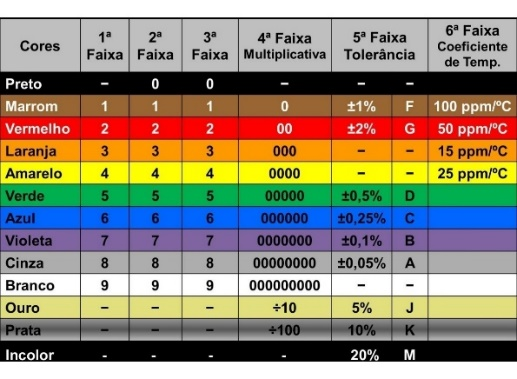 Cores 1ª Faixa 2ª Faixa 3ª Faixa 4ª Faixa Multiplicativa 5ª Faixa Tolerância 6ª Faixa Coeficiente de Temp.
Preto – 0 0 – – –
Marrom 1 1 1 0 ±1% F 100 ppm/ºC
Vermelho 2 2 2 00 ±2% G 50 ppm/ºC
Laranja 3 3 3 000 – – 15 ppm/ºC
Amarelo 4 4 4 0000 – – 25 ppm/ºC
Verde 5 5 5 00000 ±0,5% D
Azul 6 6 6 000000 ±0,25% C
Violeta 7 7 7 0000000 ±0,1% B
Cinza 8 8 8 00000000 ±0,05% A
Branco 9 9 9 000000000 – –
Ouro – – – ÷10 5% J
Prata – – – ÷100 10% K
Incolor - - - - 20% M